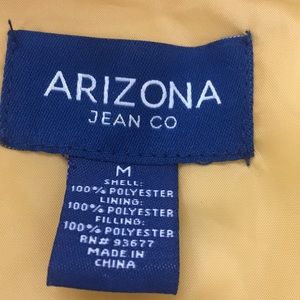 ARIZONA
JEAN CO
M
SHELL:
100% POLYESTER
LINING:
100% POLYESTER
FILLING:
100% POLYESTER
RN# 93677
MADE IN
CHINA